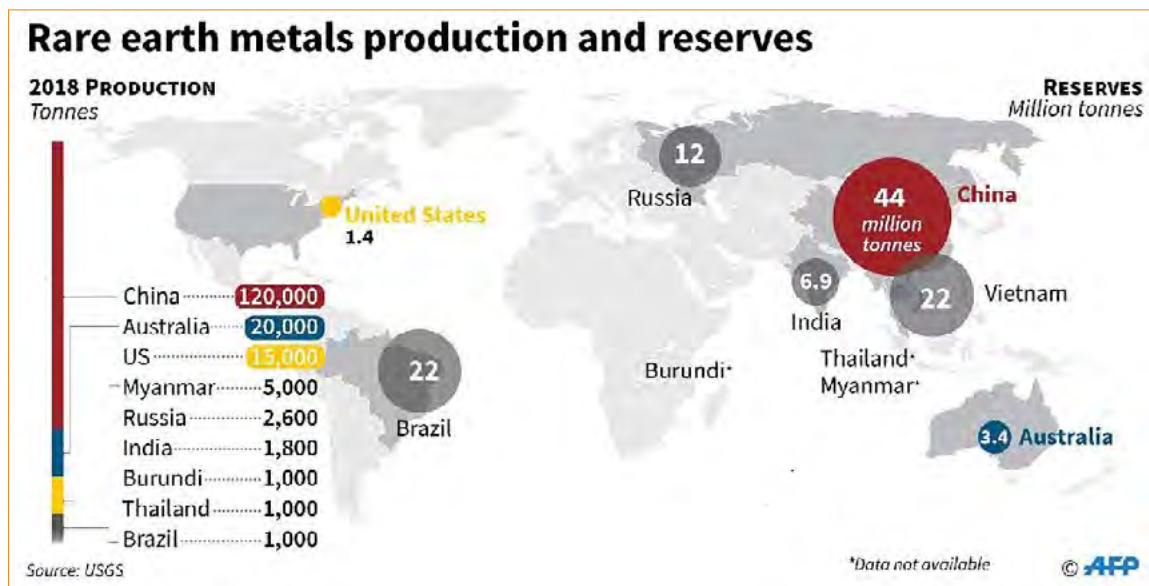 Rare earth metals production and reserves
2018 PRODUCTION
Tonnes
RESERVES
Million tonnes
12
Russia
44
million
tonnes
China
United States
1.4
6.9
India
22
Vietnam
China 120,000
Australia 20,000
US 15,000
Myanmar 5,000
Russia 2,600
India 1,800
Burundi 1,000
Thailand 1,000
Brazil 1,000
22
Brazil
Burundi*
Thailand*
Myanmar*
3.4 Australia
Source: USGS
*Data not available
© AFP